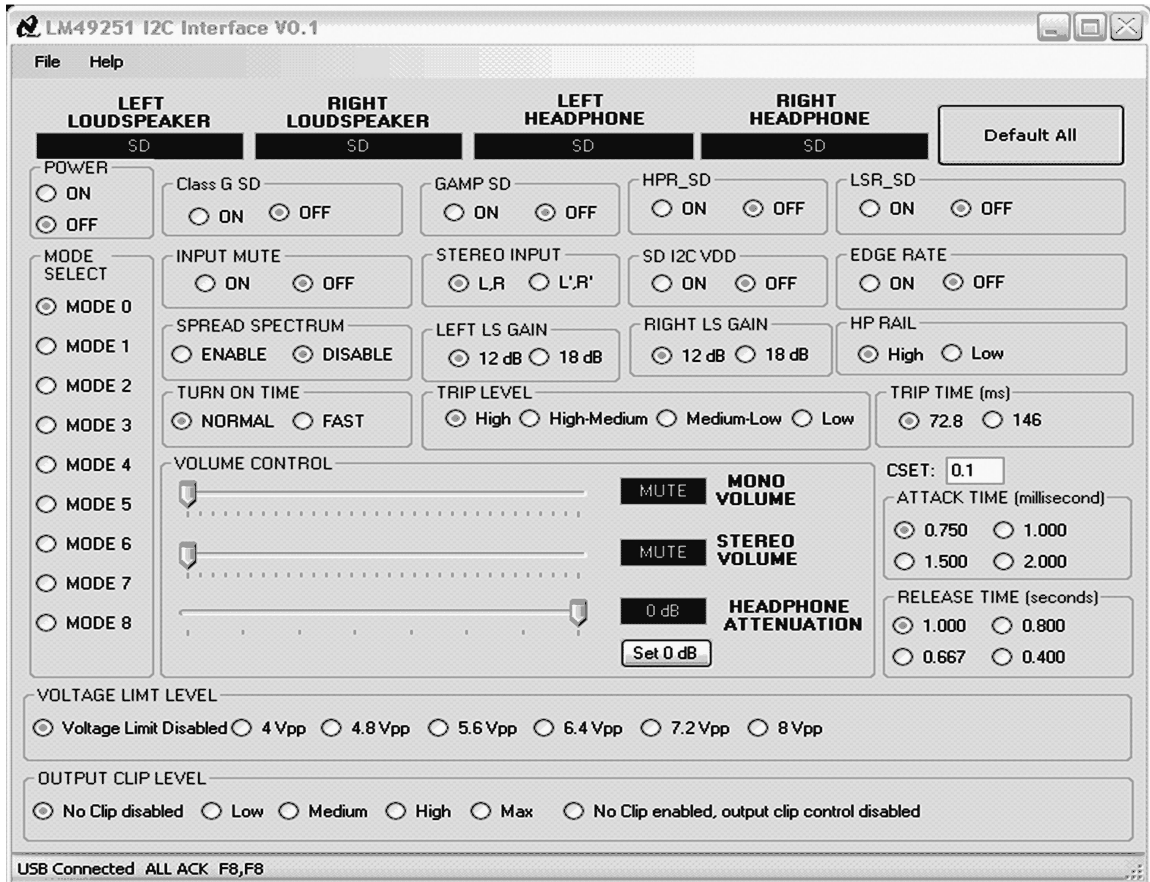 LM49251 I2C Interface V0.1
File Help
LEFT LOUDSPEAKER
RIGHT LOUDSPEAKER
LEFT HEADPHONE
RIGHT HEADPHONE
SD SD SD SD
Default All
POWER
ON
OFF
Class G SD
ON OFF
GAMP SD
ON OFF
HPR_SD
ON OFF
LSR_SD
ON OFF
MODE
SELECT
MODE 0
MODE 1
MODE 2
MODE 3
MODE 4
MODE 5
MODE 6
MODE 7
MODE 8
INPUT MUTE
ON OFF
STEREO INPUT
L,R L',R'
SD I2C VDD
ON OFF
EDGE RATE
ON OFF
SPREAD SPECTRUM
ENABLE DISABLE
LEFT LS GAIN
12 dB 18 dB
RIGHT LS GAIN
12 dB 18 dB
HP RAIL
High Low
TURN ON TIME
NORMAL FAST
TRIP LEVEL
High High-Medium Medium-Low Low
TRIP TIME (ms)
72.8 146
VOLUME CONTROL
MUTE MONO VOLUME
MUTE STEREO VOLUME
0 dB HEADPHONE ATTENUATION
Set 0 dB
CSET: 0.1
ATTACK TIME (millisecond)
0.750 1.000
1.500 2.000
RELEASE TIME (seconds)
1.000 0.800
0.667 0.400
VOLTAGE LIMT LEVEL
Voltage Limit Disabled 4 Vpp 4.8 Vpp 5.6 Vpp 6.4 Vpp 7.2 Vpp 8 Vpp
OUTPUT CLIP LEVEL
No Clip disabled Low Medium High Max No Clip enabled, output clip control disabled
USB Connected ALL ACK F8,F8